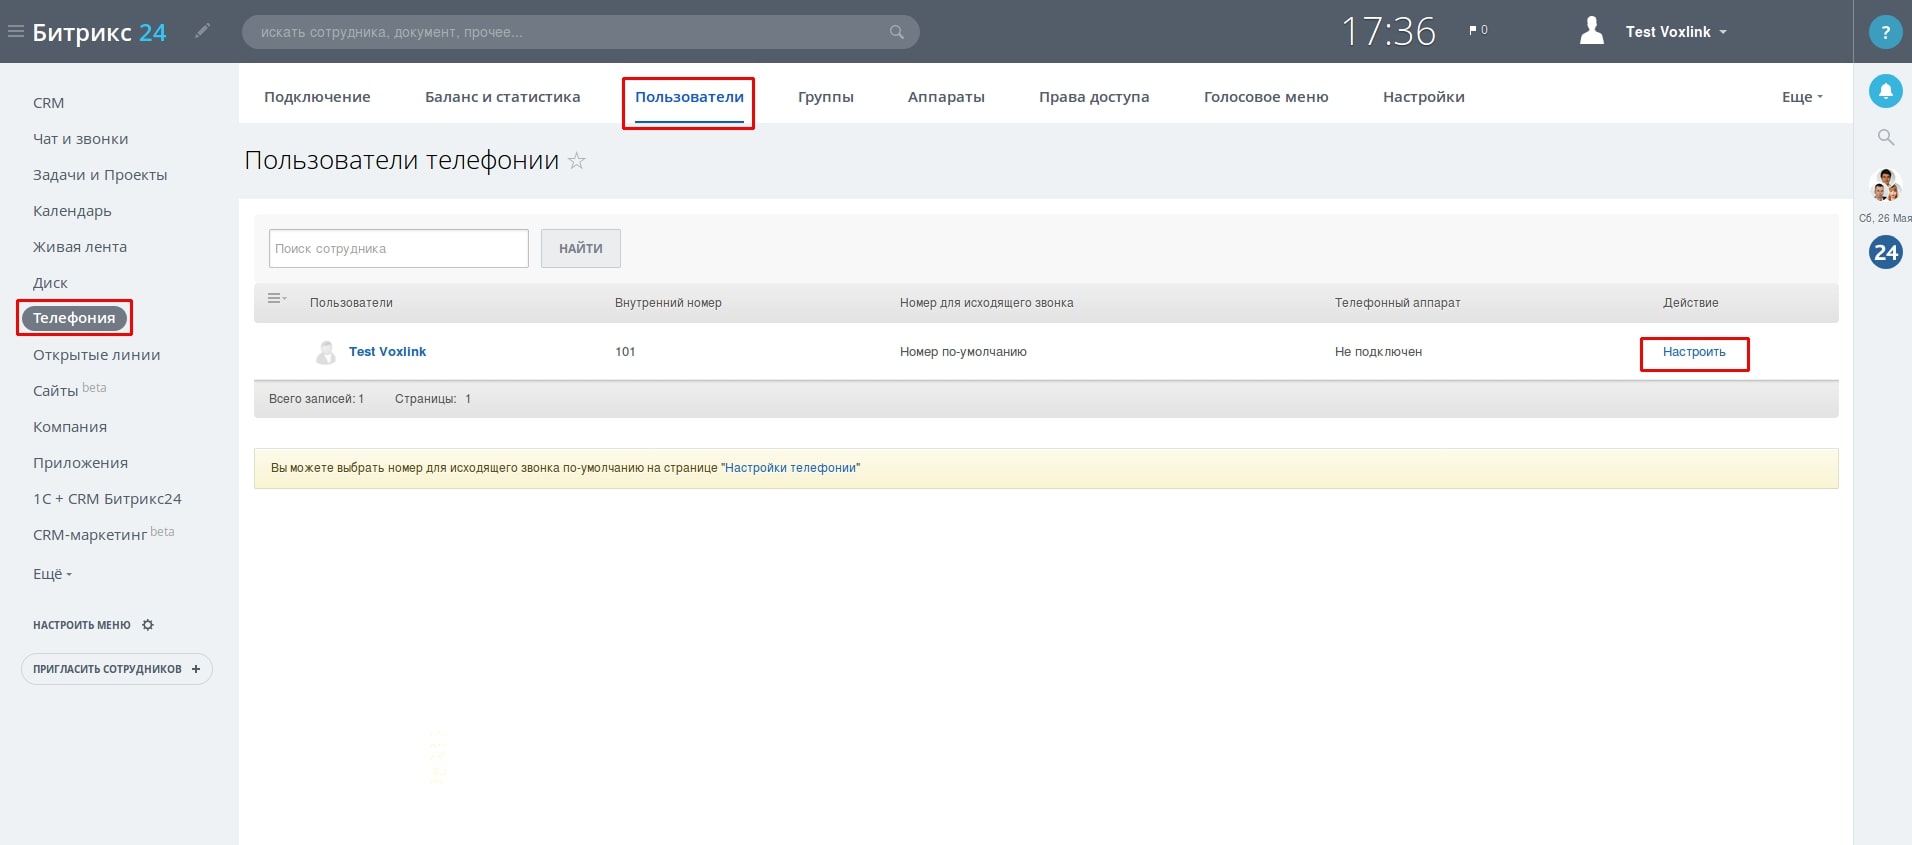 Битрикс 24
искать сотрудника, документ, прочее...
17:36
0
Test Voxlink
?
CRM
Чат и звонки
Задачи и Проекты
Календарь
Живая лента
Диск
Телефония
Открытые линии
Сайты beta
Компания
Приложения
1С + CRM Битрикс24
CRM-маркетинг beta
Ещё
НАСТРОИТЬ МЕНЮ
ПРИГЛАСИТЬ СОТРУДНИКОВ +
Подключение Баланс и статистика Пользователи Группы Аппараты Права доступа Голосовое меню Настройки Еще
Пользователи телефонии
Поиск сотрудника НАЙТИ
Пользователи Внутренний номер Номер для исходящего звонка Телефонный аппарат Действие
Test Voxlink 101 Номер по-умолчанию Не подключен Настроить
Всего записей: 1 Страницы: 1
Вы можете выбрать номер для исходящего звонка по-умолчанию на странице "Настройки телефонии"
Сб, 26 Мая
24